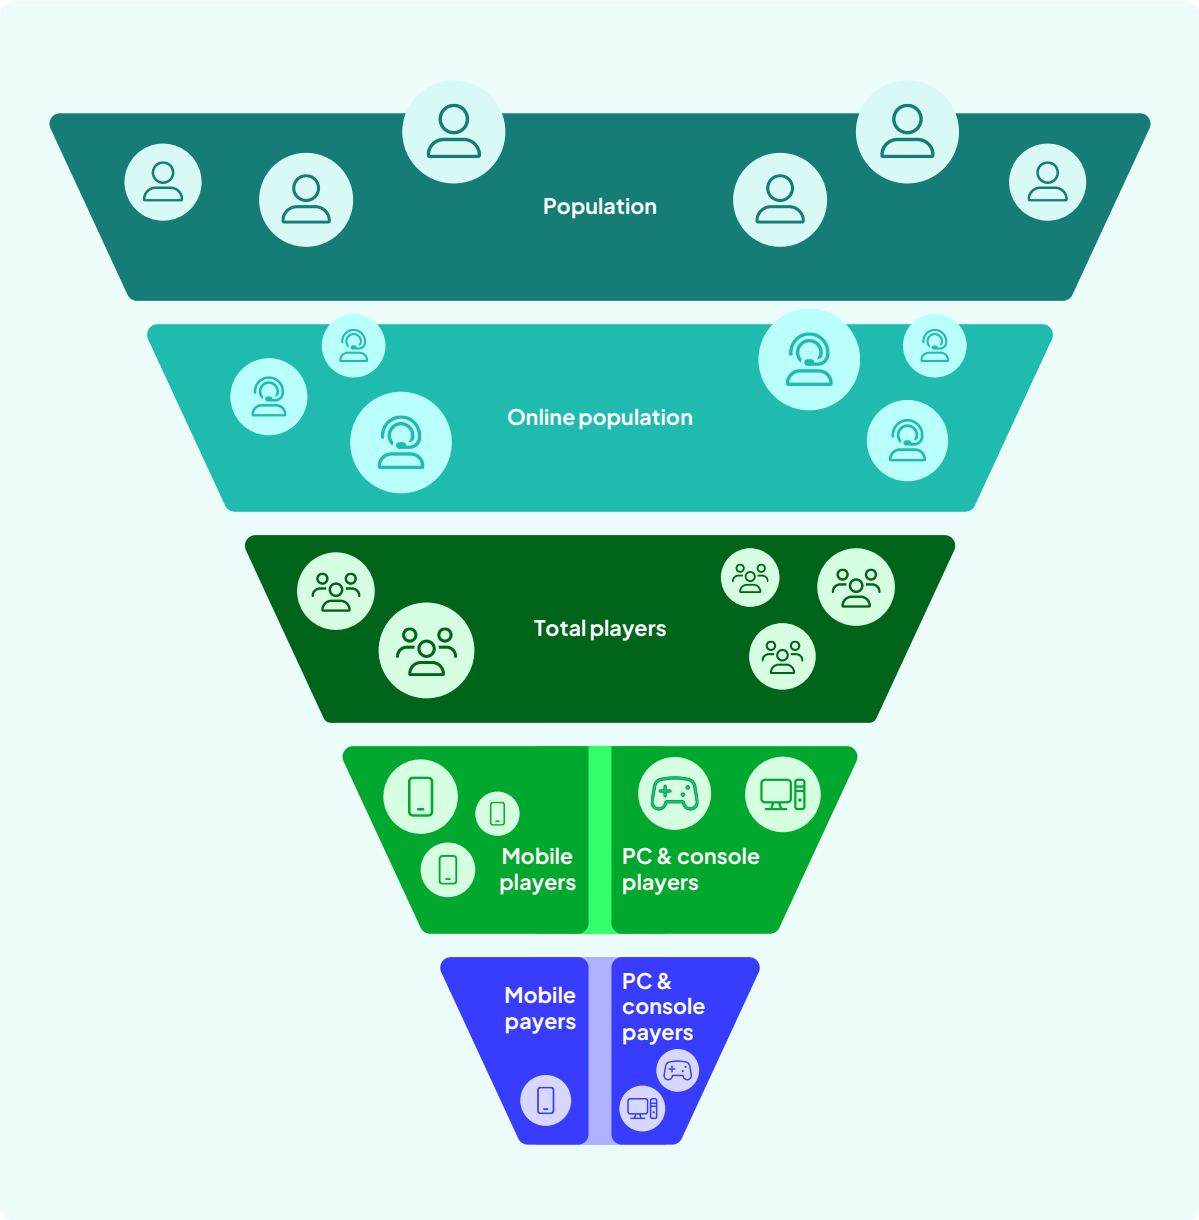 Population
Online population
Total players
Mobile
players
PC & console
players
Mobile
payers
PC &
console
payers